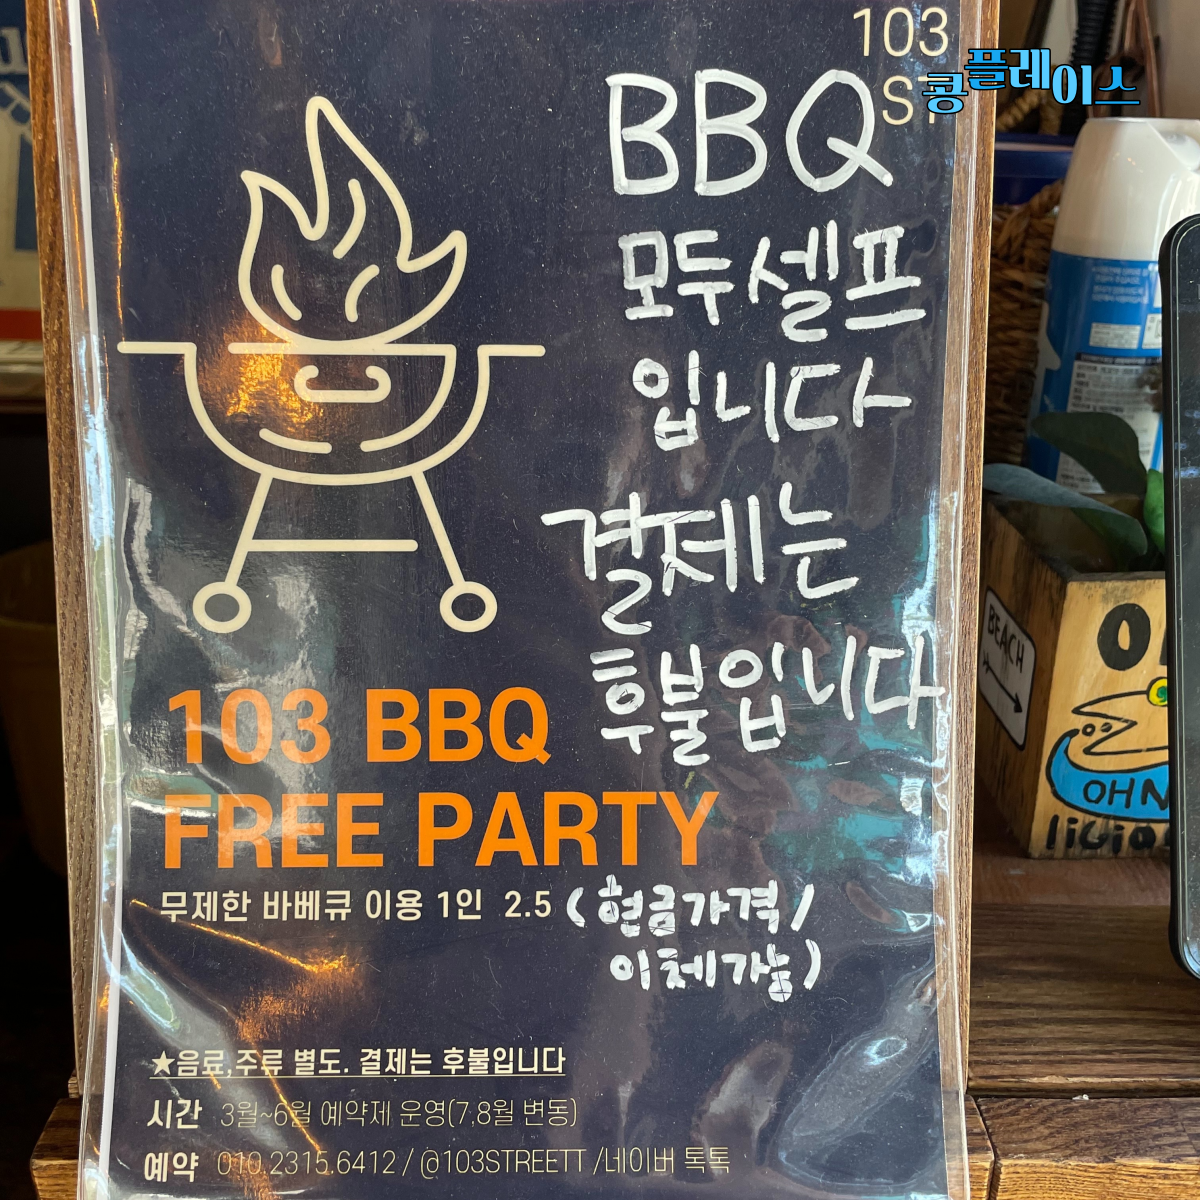 103
ST
콩플레이스
BBQ
모두 셀프
입니다
결제는
후불입니다
103 BBQ
FREE PARTY
무제한 바베큐 이용 1인 2.5 (현금가격/
이체가능)
★음료,주류 별도. 결제는 후불입니다
시간 3월~6월 예약제 운영(7,8월 변동)
예약 010.2315.6412 / @103STREETT /네이버 톡톡
BEACH
OHN